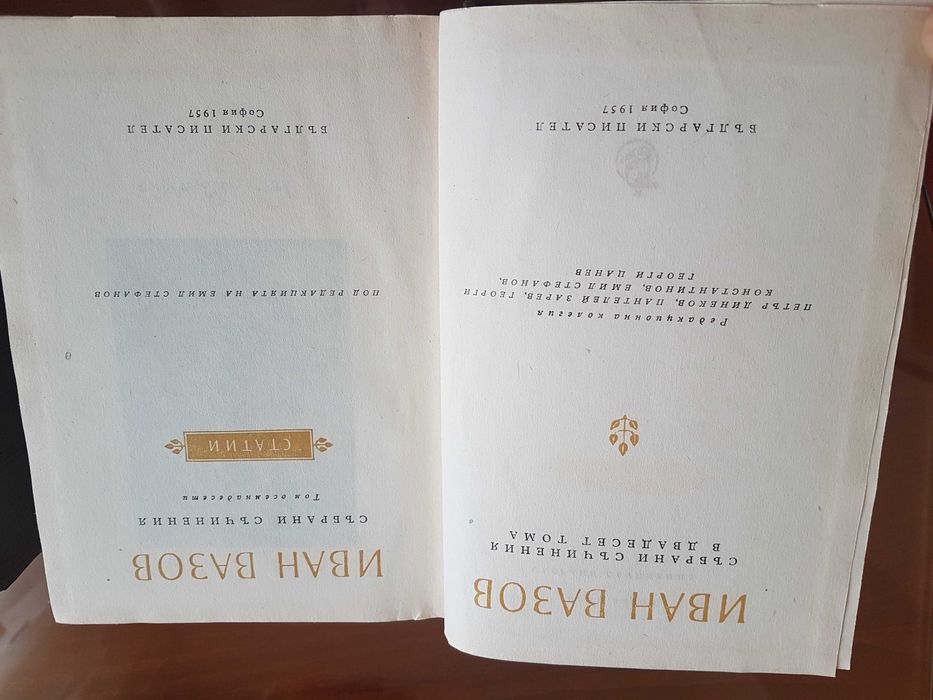 ИВАН ВАЗОВ
СЪБРАНИ СЪЧИНЕНИЯ
В ДВАДЕСЕТ ТОМА
Редакционна колегия
ПЕТЪР ДИНЕКОВ, ПАНТЕЛЕЙ ЗАРЕВ, ГЕОРГИ
КОНСТАНТИНОВ, ЕМИЛ СТЕФАНОВ,
ГЕОРГИ ЦАНЕВ
БЪЛГАРСКИ ПИСАТЕЛ
София 1957
ИВАН ВАЗОВ
СЪБРАНИ СЪЧИНЕНИЯ
Том осемнадесети
СТАТИИ
ПОД РЕДАКЦИЯТА НА ЕМИЛ СТЕФАНОВ
БЪЛГАРСКИ ПИСАТЕЛ
София 1957